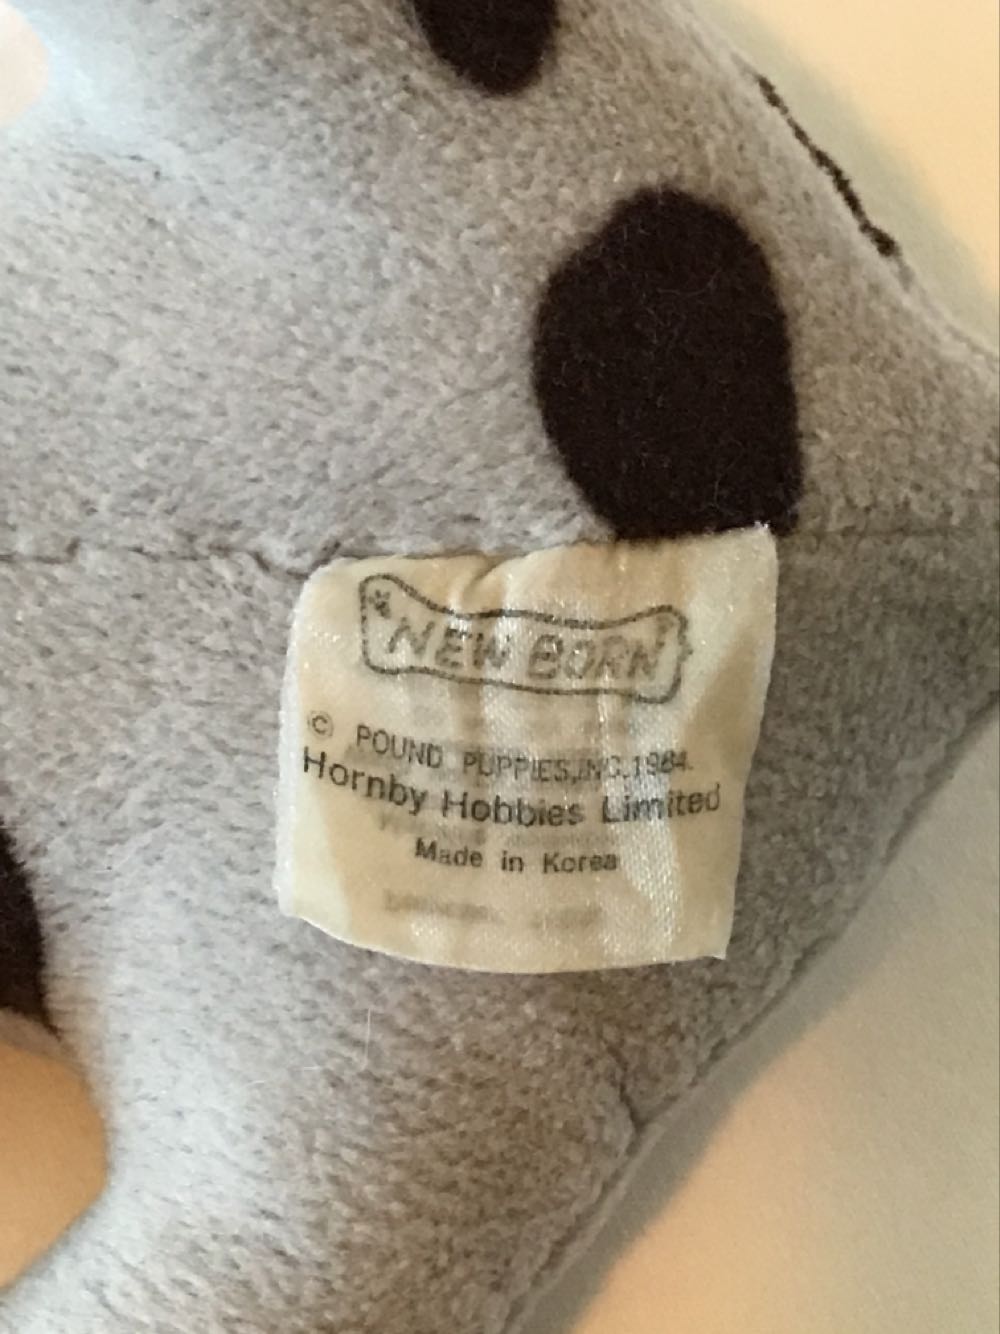 NEW BORN
© POUND PUPPIES,INC.1984.
Hornby Hobbies Limited
Made in Korea